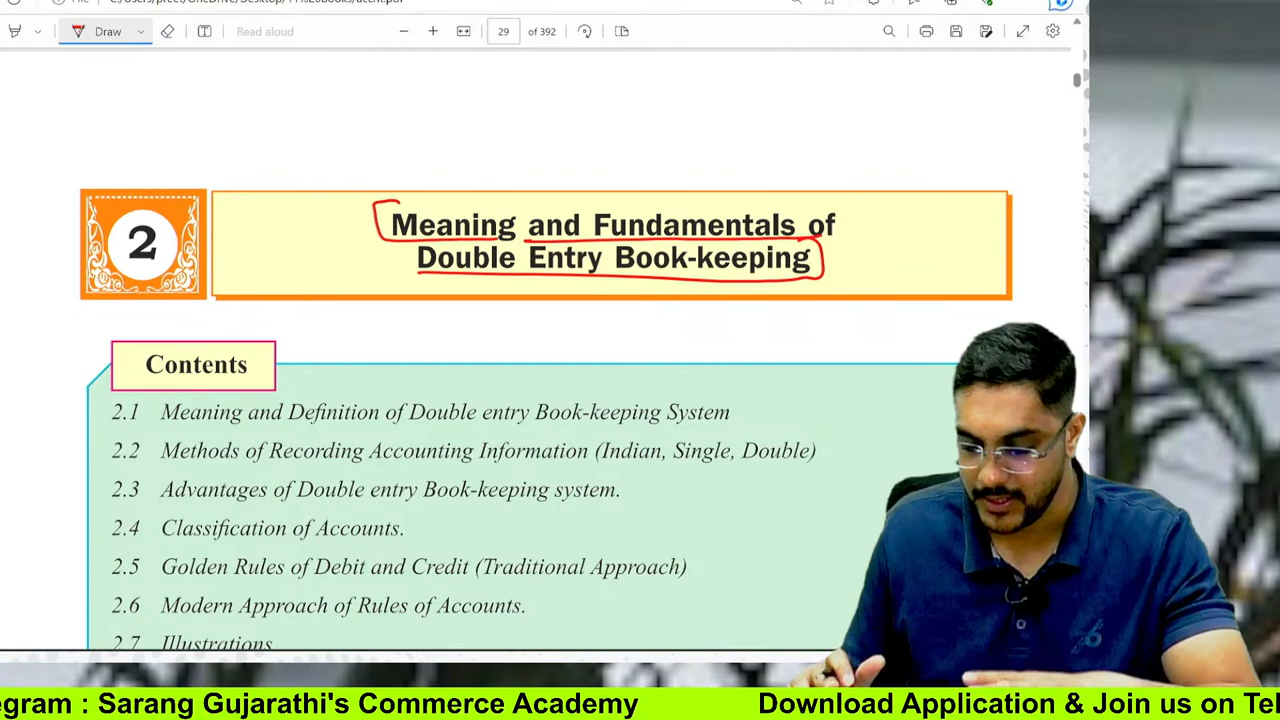 Draw
Read aloud
29
of 392
2
Meaning and Fundamentals of
Double Entry Book-keeping
Contents
2.1 Meaning and Definition of Double entry Book-keeping System
2.2 Methods of Recording Accounting Information (Indian, Single, Double)
2.3 Advantages of Double entry Book-keeping system.
2.4 Classification of Accounts.
2.5 Golden Rules of Debit and Credit (Traditional Approach)
2.6 Modern Approach of Rules of Accounts.
2.7 Illustrations
egram : Sarang Gujarathi's Commerce Academy
Download Application & Join us on Tel